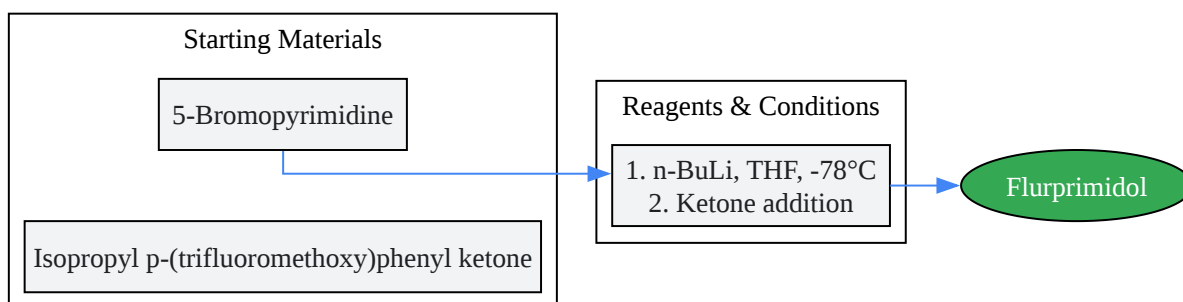 Starting Materials
5-Bromopyrimidine
Isopropyl p-(trifluoromethoxy)phenyl ketone
Reagents & Conditions
1. n-BuLi, THF, -78°C
2. Ketone addition
Flurprimidol